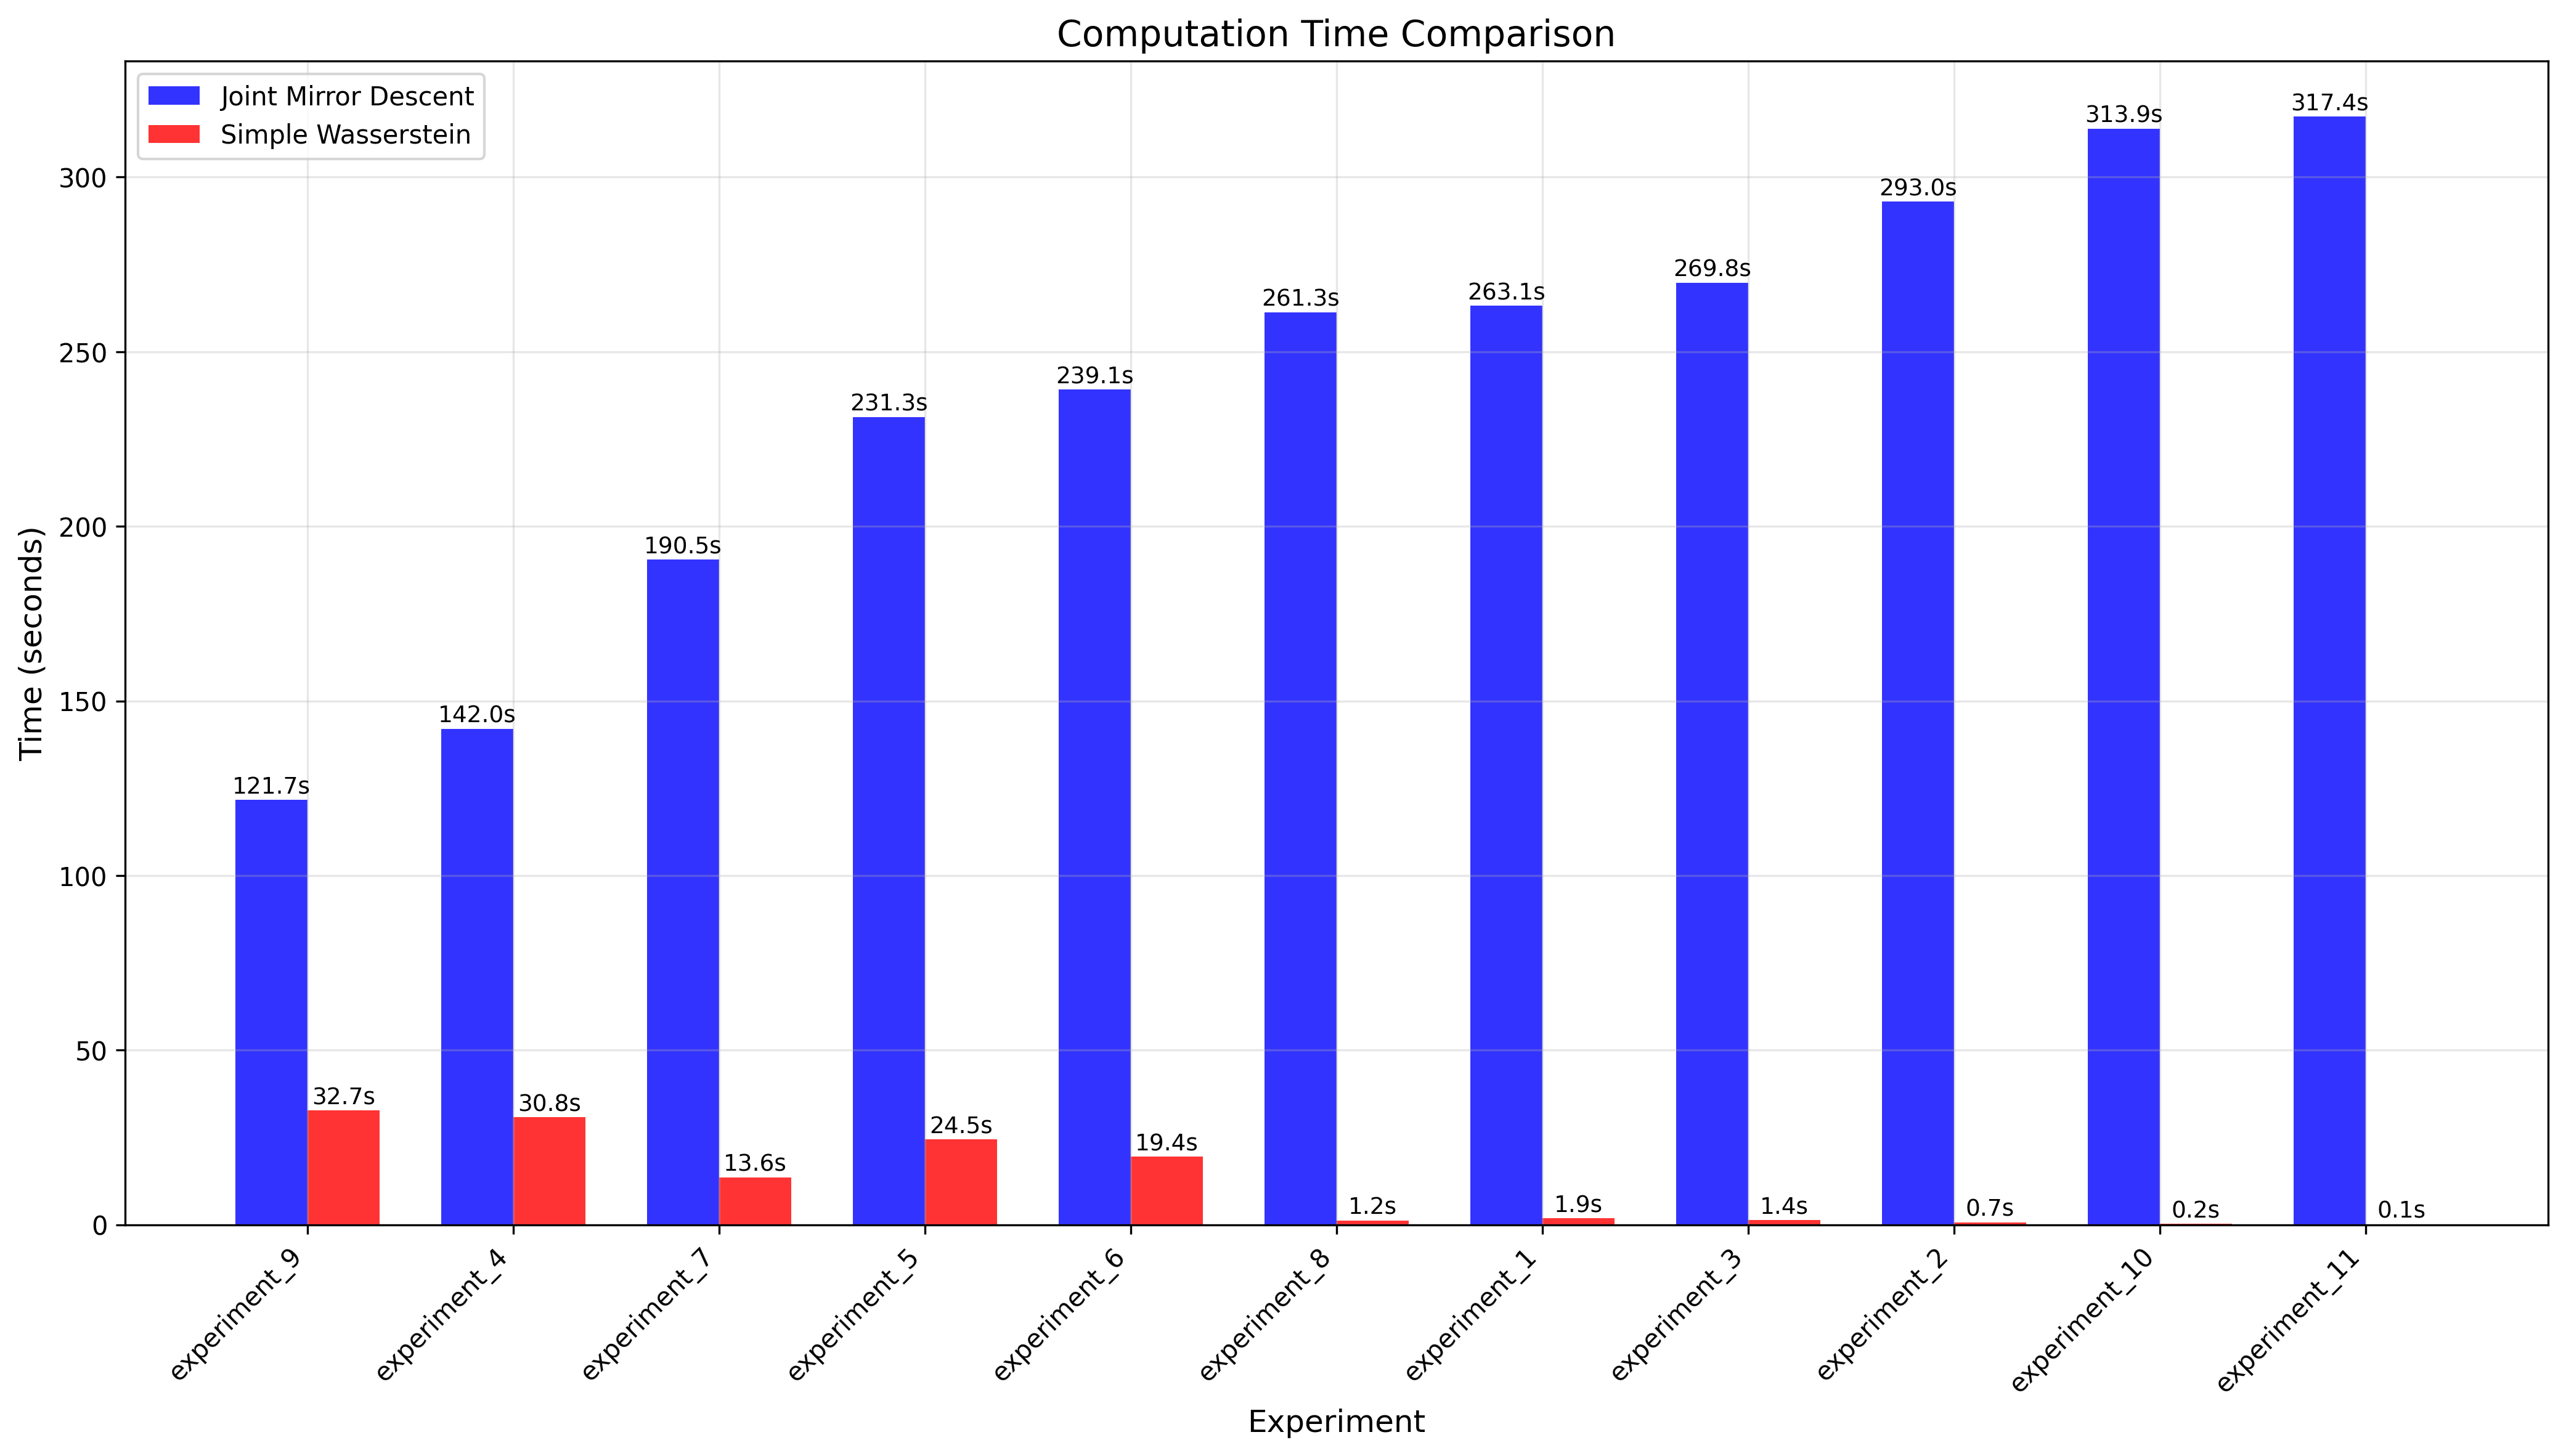 Computation Time Comparison
Joint Mirror Descent
Simple Wasserstein
Time (seconds)
300
250
200
150
100
50
0
121.7s
32.7s
142.0s
30.8s
190.5s
13.6s
231.3s
24.5s
239.1s
19.4s
261.3s
1.2s
263.1s
1.9s
269.8s
1.4s
293.0s
0.7s
313.9s
0.2s
317.4s
0.1s
experiment_9
experiment_4
experiment_7
experiment_5
experiment_6
experiment_8
experiment_1
experiment_3
experiment_2
experiment_10
experiment_11
Experiment